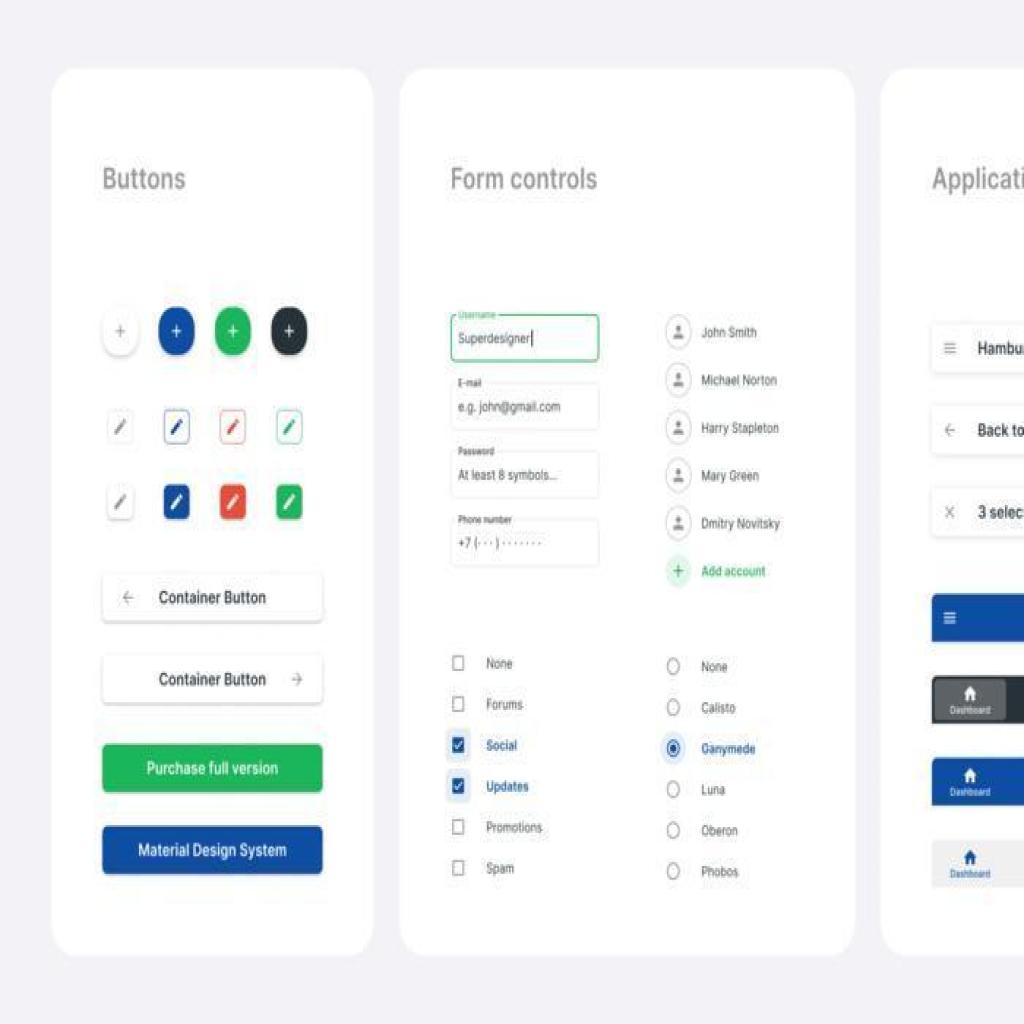 Buttons
Container Button
Container Button
Purchase full version
Material Design System
Form controls
Username
Superdesigner
E-mail
e.g. john@gmail.com
Password
At least 8 symbols...
Phone number
+7 (···) ·······
John Smith
Michael Norton
Harry Stapleton
Mary Green
Dmitry Novitsky
Add account
None
Forums
Social
Updates
Promotions
Spam
None
Calisto
Ganymede
Luna
Oberon
Phobos
Applicati
Hambu
Back to
3 selec
Dashboard
Dashboard
Dashboard